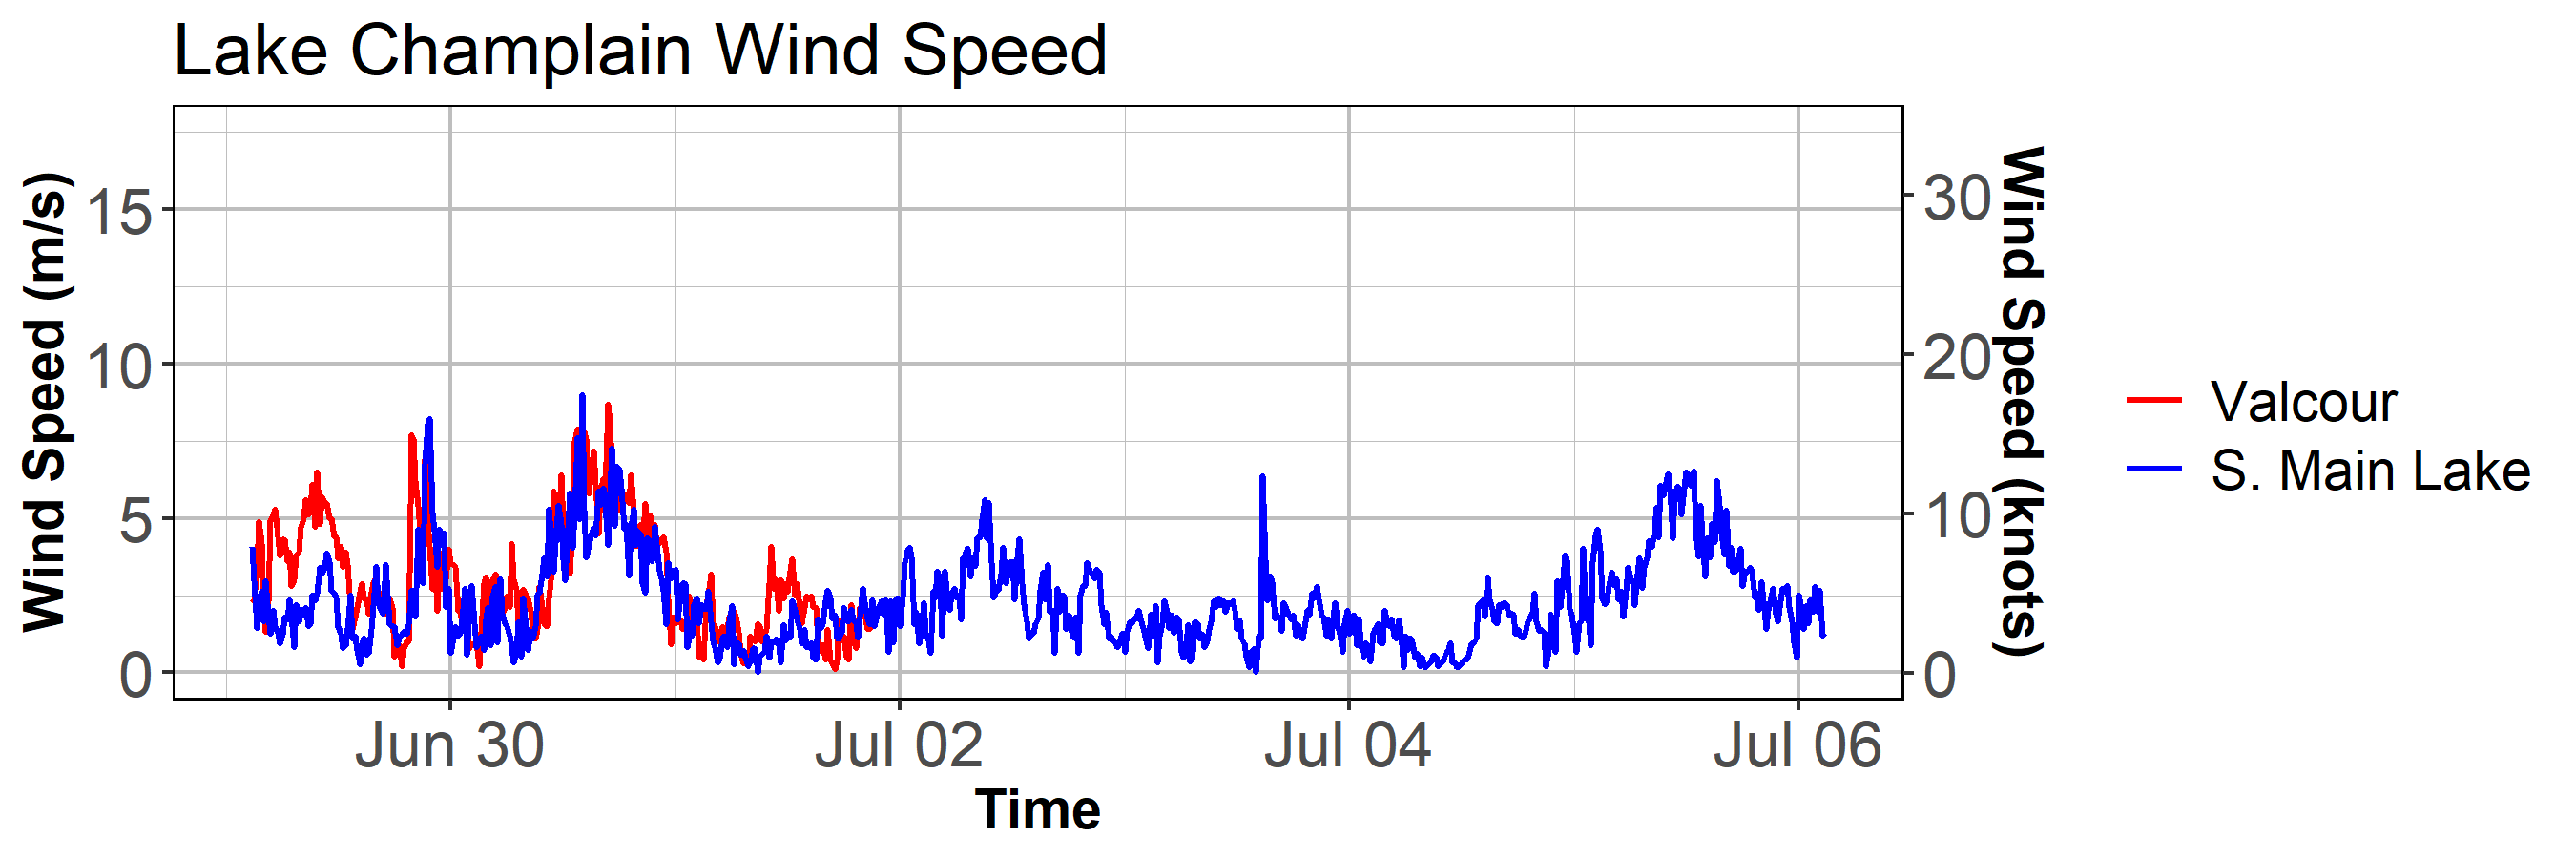 Lake Champlain Wind Speed
Wind Speed (m/s)
15
10
5
0
30
20
10
0
Wind Speed (knots)
Valcour
S. Main Lake
Jun 30
Jul 02
Jul 04
Jul 06
Time